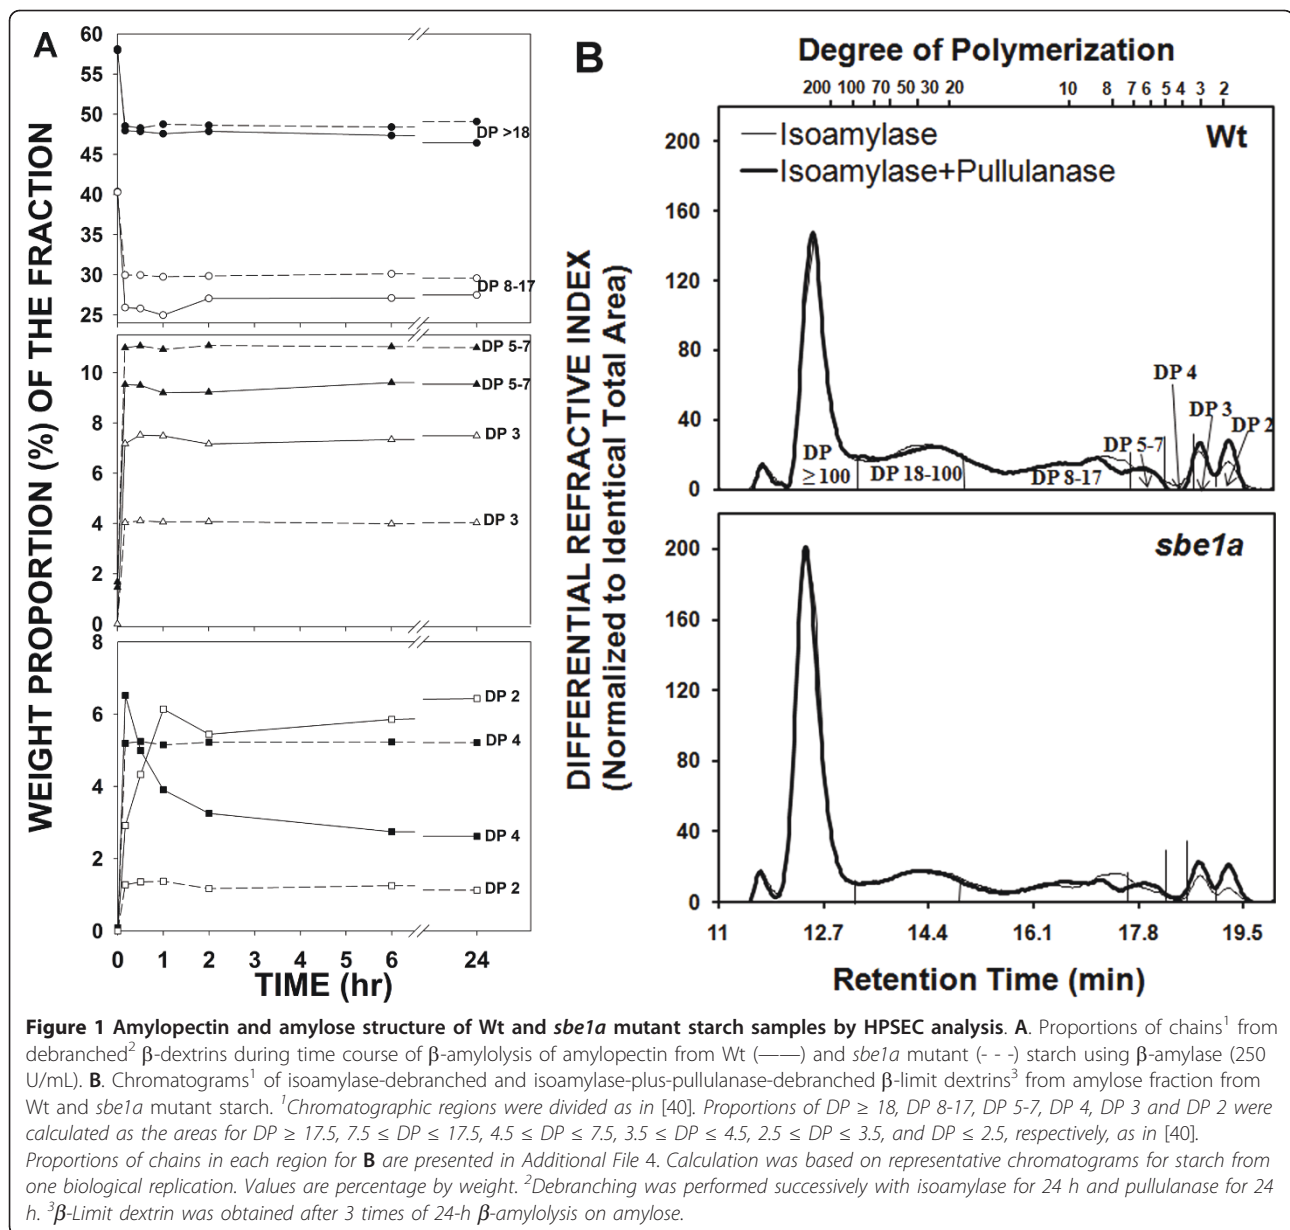 A
WEIGHT PROPORTION (%) OF THE FRACTION
60
55
50
45
40
35
30
25
DP >18
DP 8-17
10
8
6
4
2
0
DP 5-7
DP 5-7
DP 3
DP 3
8
6
4
2
0
DP 2
DP 4
DP 4
DP 2
0 1 2 3 4 5 6 24
TIME (hr)
B
Degree of Polymerization
200 100 70 50 30 20 10 8 7 6 5 4 3 2
DIFFERENTIAL REFRACTIVE INDEX
(Normalized to Identical Total Area)
200
160
120
80
40
0
Isoamylase
Isoamylase+Pullulanase
Wt
DP 4
DP 3
DP 2
DP 5-7
DP
≥ 100
DP 18-100
DP 8-17
sbe1a
200
160
120
80
40
0
11 12.7 14.4 16.1 17.8 19.5
Retention Time (min)
Figure 1 Amylopectin and amylose structure of Wt and sbe1a mutant starch samples by HPSEC analysis. A. Proportions of chains¹ from
debranched² β-dextrins during time course of β-amylolysis of amylopectin from Wt (——) and sbe1a mutant (- - -) starch using β-amylase (250
U/mL). B. Chromatograms¹ of isoamylase-debranched and isoamylase-plus-pullulanase-debranched β-limit dextrins³ from amylose fraction from
Wt and sbe1a mutant starch. ¹Chromatographic regions were divided as in [40]. Proportions of DP ≥ 18, DP 8-17, DP 5-7, DP 4, DP 3 and DP 2 were
calculated as the areas for DP ≥ 17.5, 7.5 ≤ DP ≤ 17.5, 4.5 ≤ DP ≤ 7.5, 3.5 ≤ DP ≤ 4.5, 2.5 ≤ DP ≤ 3.5, and DP ≤ 2.5, respectively, as in [40].
Proportions of chains in each region for B are presented in Additional File 4. Calculation was based on representative chromatograms for starch from
one biological replication. Values are percentage by weight. ²Debranching was performed successively with isoamylase for 24 h and pullulanase for 24
h. ³β-Limit dextrin was obtained after 3 times of 24-h β-amylolysis on amylose.